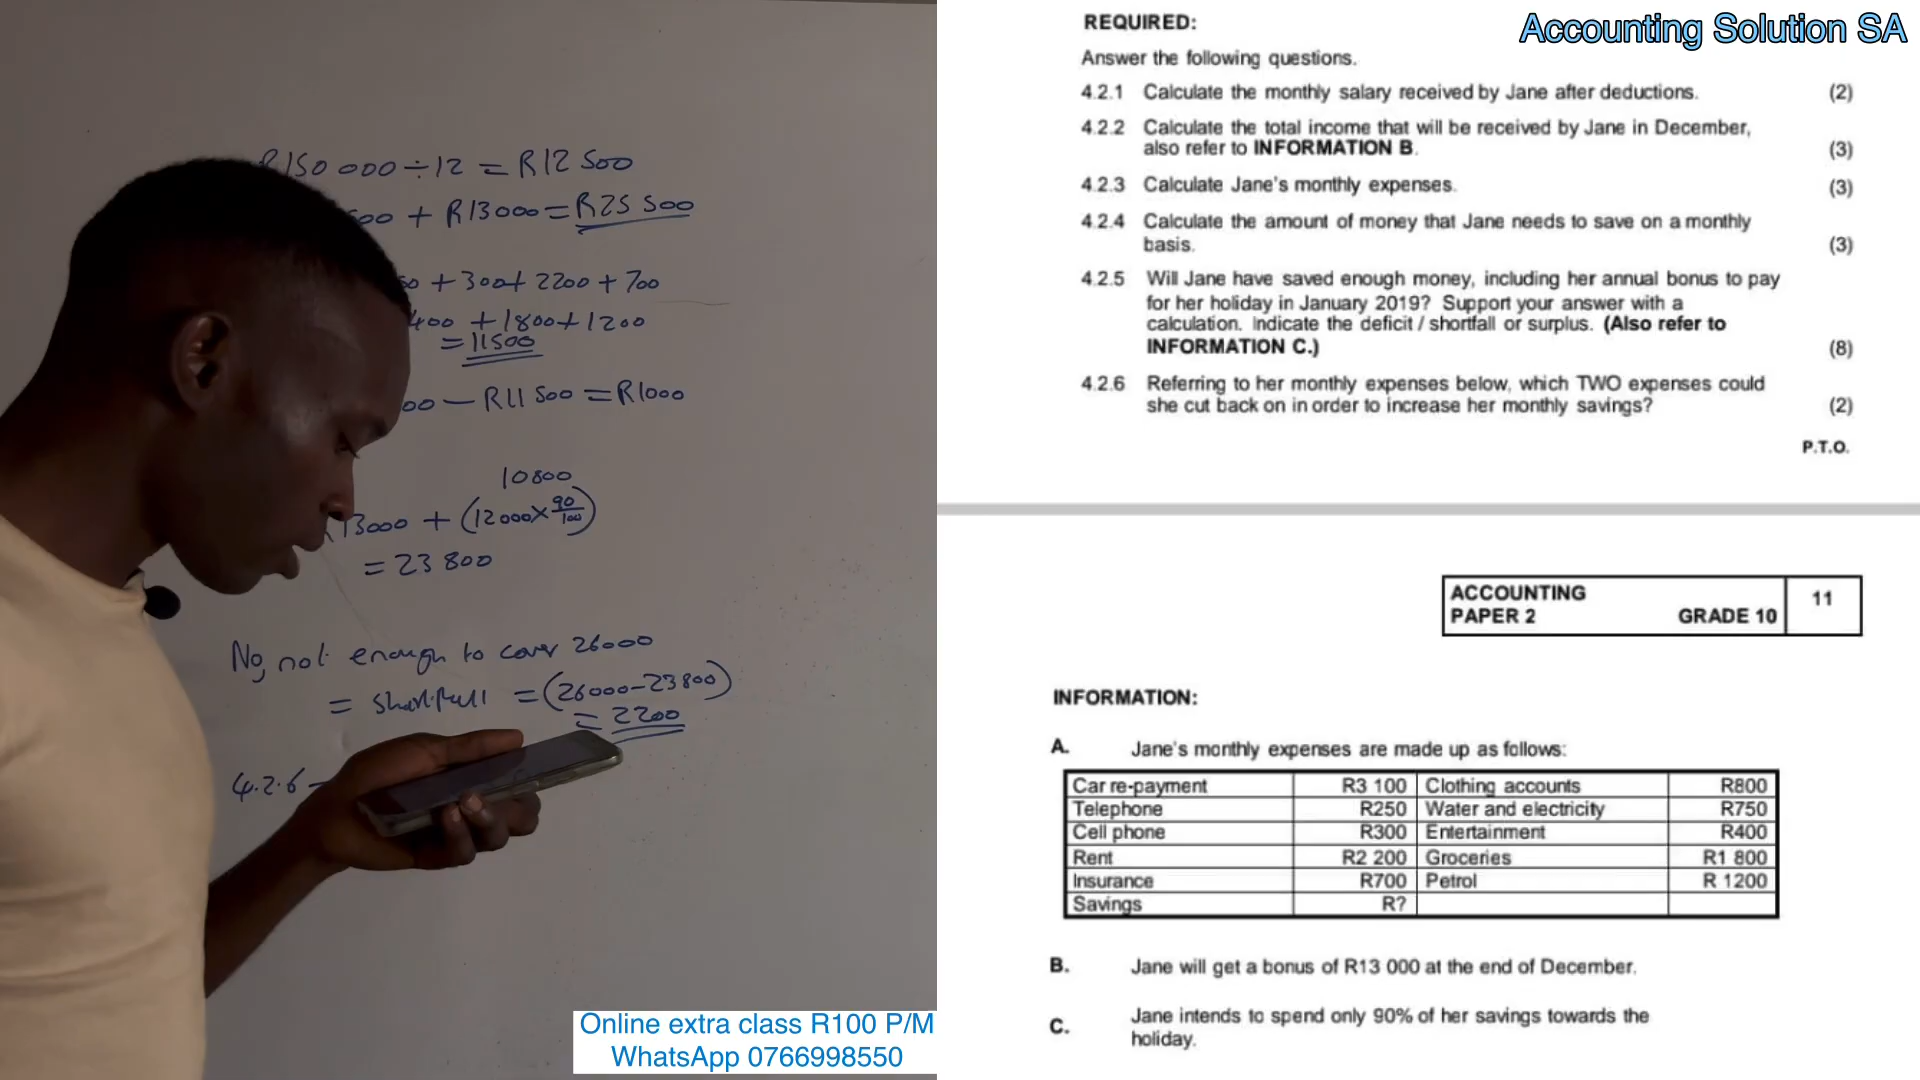 R150 000 ÷ 12 = R12 500
500 + R13000 = R25 500
+ 300 + 2200 + 700
400 + 1800 + 1200
= 11500
00 – R11 500 = R1000
10800
13000 + (12000 × 90/100)
= 23 800
No, not enough to cover 26000
= shortfall = (26000 – 23800)
= 2200
4.2.6
Online extra class R100 P/M
WhatsApp 0766998550
Accounting Solution SA
REQUIRED:
Answer the following questions.
4.2.1 Calculate the monthly salary received by Jane after deductions. (2)
4.2.2 Calculate the total income that will be received by Jane in December,
also refer to INFORMATION B. (3)
4.2.3 Calculate Jane's monthly expenses. (3)
4.2.4 Calculate the amount of money that Jane needs to save on a monthly
basis. (3)
4.2.5 Will Jane have saved enough money, including her annual bonus to pay
for her holiday in January 2019? Support your answer with a
calculation. Indicate the deficit / shortfall or surplus. (Also refer to
INFORMATION C.) (8)
4.2.6 Referring to her monthly expenses below, which TWO expenses could
she cut back on in order to increase her monthly savings? (2)
P.T.O.
ACCOUNTING 11
PAPER 2 GRADE 10
INFORMATION:
A. Jane's monthly expenses are made up as follows:
Car re-payment R3 100 Clothing accounts R800
Telephone R250 Water and electricity R750
Cell phone R300 Entertainment R400
Rent R2 200 Groceries R1 800
Insurance R700 Petrol R 1200
Savings R?
B. Jane will get a bonus of R13 000 at the end of December.
C. Jane intends to spend only 90% of her savings towards the
holiday.